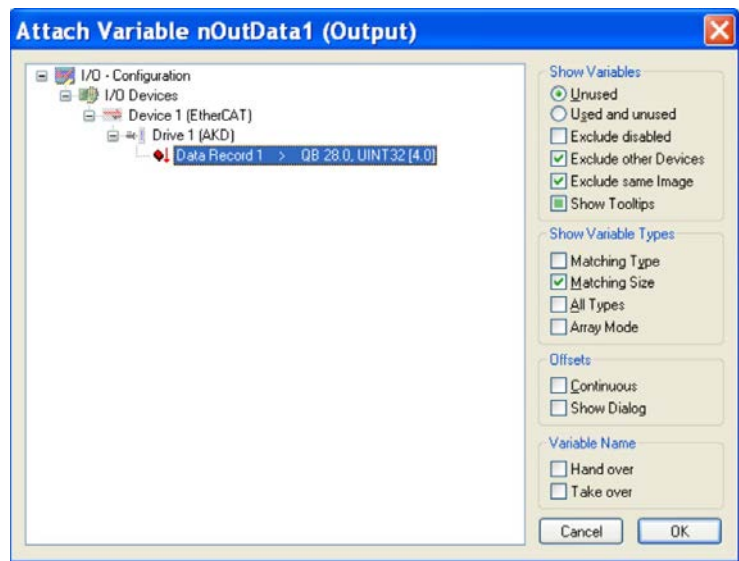 Attach Variable nOutData1 (Output)
I/O - Configuration
I/O Devices
Device 1 (EtherCAT)
Drive 1 (AKD)
Data Record 1 > QB 28.0, UINT32 [4.0]
Show Variables
Unused
Used and unused
Exclude disabled
Exclude other Devices
Exclude same Image
Show Tooltips
Show Variable Types
Matching Type
Matching Size
All Types
Array Mode
Offsets
Continuous
Show Dialog
Variable Name
Hand over
Take over
Cancel
OK